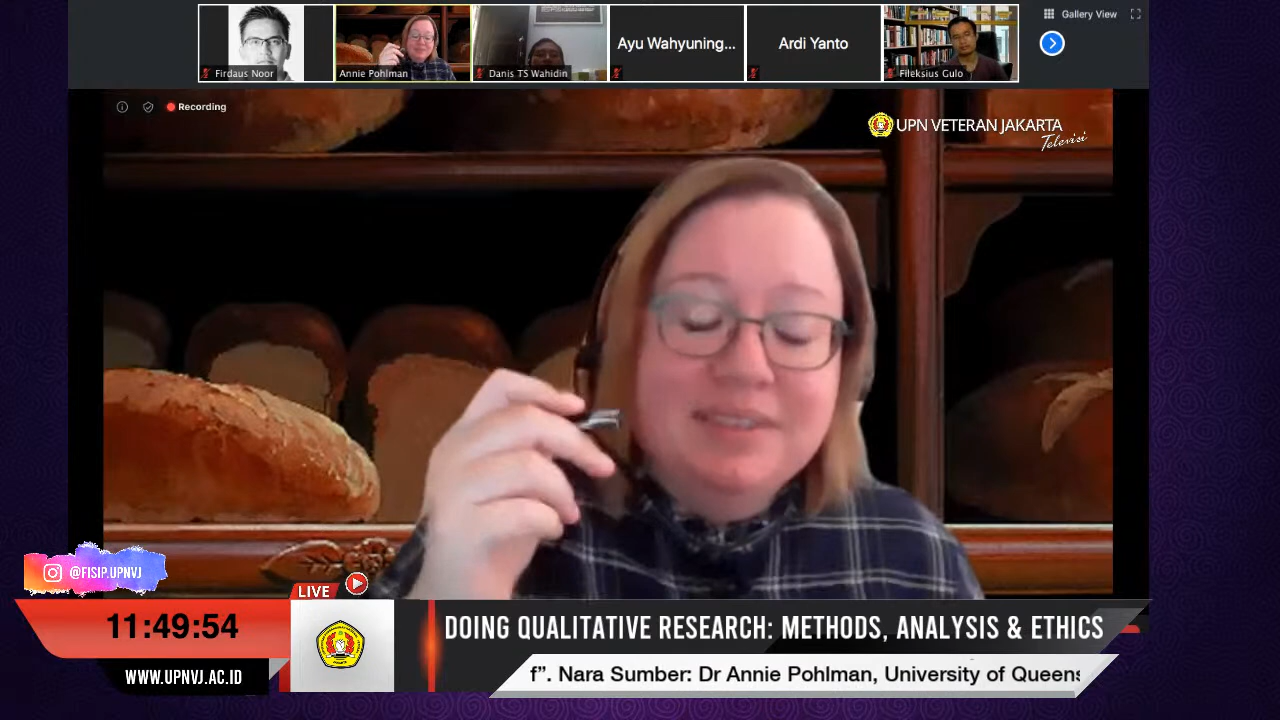 Gallery View
Firdaus Noor
Annie Pohlman
Danis TS Wahidin
Ayu Wahyuning...
Ardi Yanto
Fileksius Gulo
Recording
UPN VETERAN JAKARTA
Televisi
@FISIP.UPNVJ
LIVE
11:49:54
DOING QUALITATIVE RESEARCH: METHODS, ANALYSIS & ETHICS
WWW.UPNVJ.AC.ID
f”. Nara Sumber: Dr Annie Pohlman, University of Queens